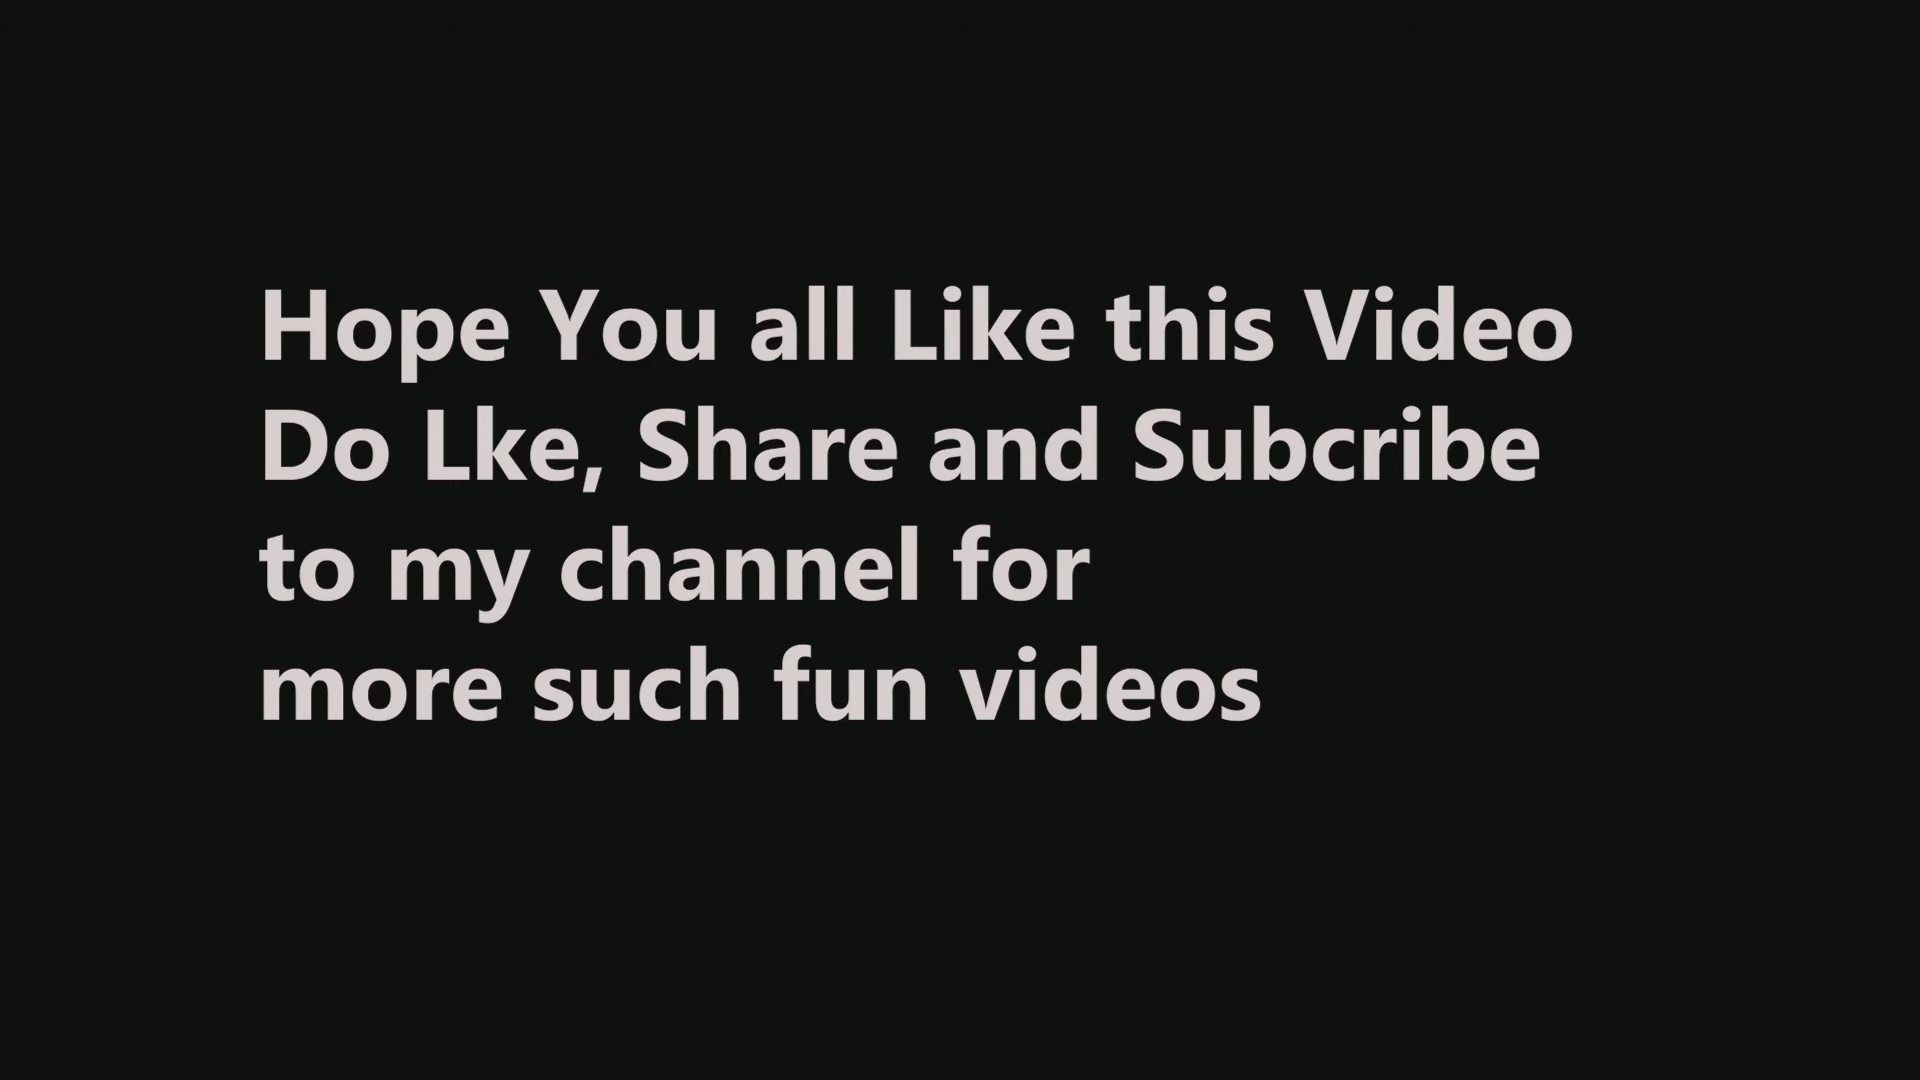 Hope You all Like this Video
Do Lke, Share and Subcribe
to my channel for
more such fun videos